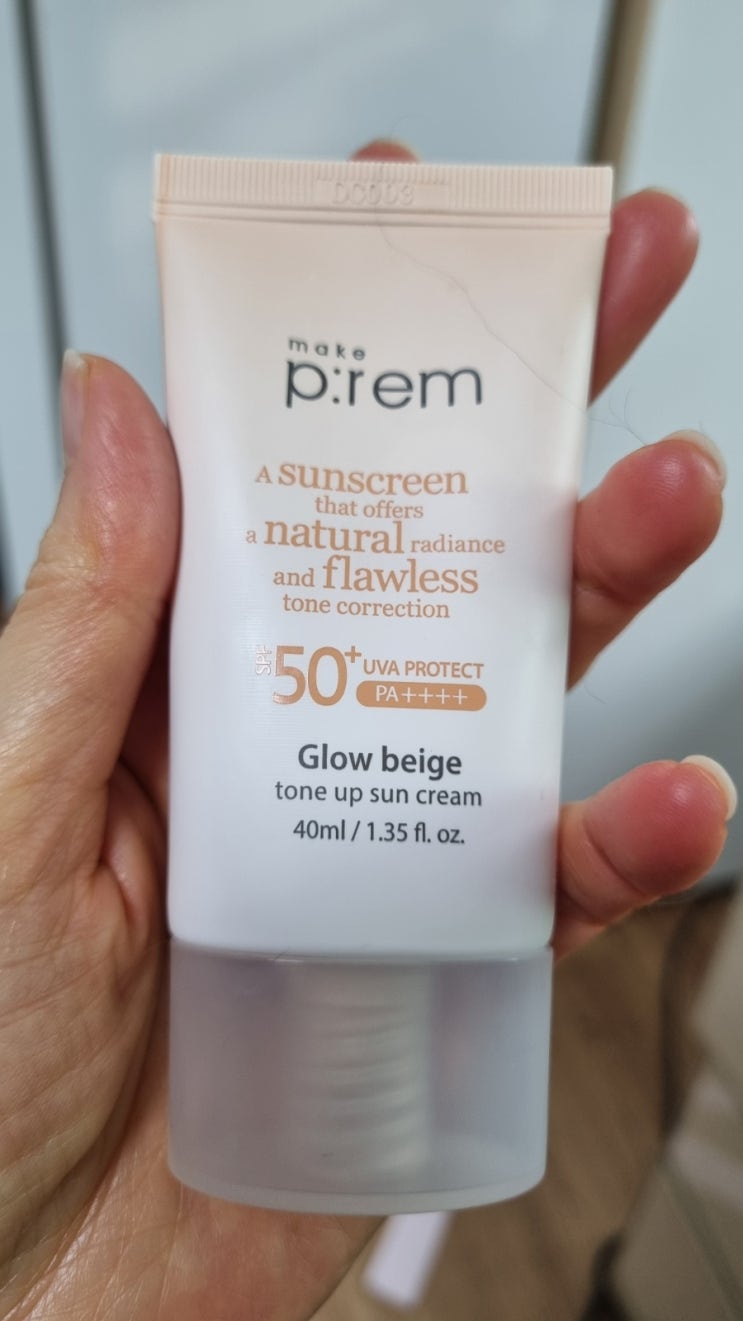 DC003
make
p:rem
A sunscreen
that offers
a natural radiance
and flawless
tone correction
SPF 50+ UVA PROTECT
PA++++
Glow beige
tone up sun cream
40ml / 1.35 fl. oz.